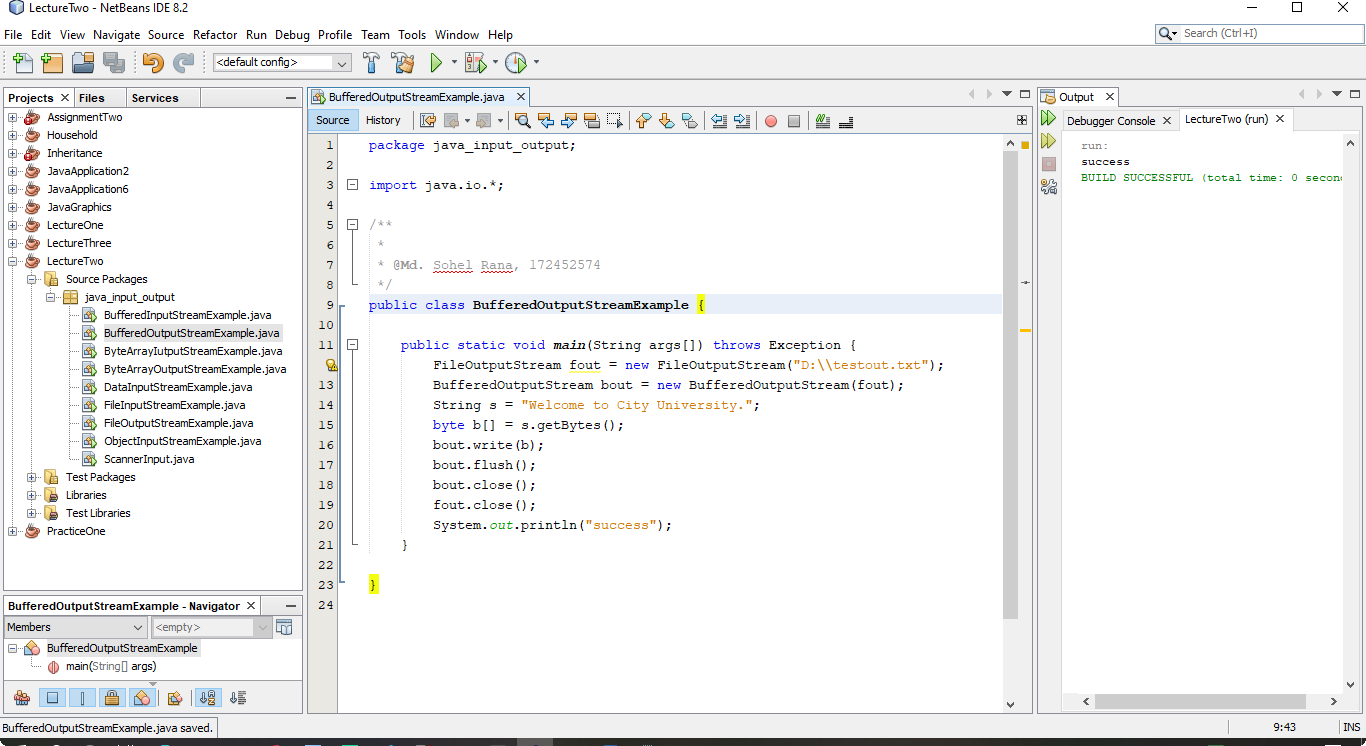 LectureTwo - NetBeans IDE 8.2
File Edit View Navigate Source Refactor Run Debug Profile Team Tools Window Help
Search (Ctrl+I)
<default config>
Projects Files Services
AssignmentTwo
Household
Inheritance
JavaApplication2
JavaApplication6
JavaGraphics
LectureOne
LectureThree
LectureTwo
Source Packages
java_input_output
BufferedInputStreamExample.java
BufferedOutputStreamExample.java
ByteArrayIutputStreamExample.java
ByteArrayOutputStreamExample.java
DataInputStreamExample.java
FileInputStreamExample.java
FileOutputStreamExample.java
ObjectInputStreamExample.java
ScannerInput.java
Test Packages
Libraries
Test Libraries
PracticeOne
BufferedOutputStreamExample - Navigator
Members <empty>
BufferedOutputStreamExample
main(String[] args)
BufferedOutputStreamExample.java
Source History
1 package java_input_output;
2
3 import java.io.*;
4
5 /**
6 *
7 * @Md. Sohel Rana, 172452574
8 */
9 public class BufferedOutputStreamExample {
10
11 public static void main(String args[]) throws Exception {
FileOutputStream fout = new FileOutputStream("D:\\testout.txt");
13 BufferedOutputStream bout = new BufferedOutputStream(fout);
14 String s = "Welcome to City University.";
15 byte b[] = s.getBytes();
16 bout.write(b);
17 bout.flush();
18 bout.close();
19 fout.close();
20 System.out.println("success");
21 }
22
23 }
24
Output
Debugger Console LectureTwo (run)
run:
success
BUILD SUCCESSFUL (total time: 0 secon
BufferedOutputStreamExample.java saved.
9:43 INS